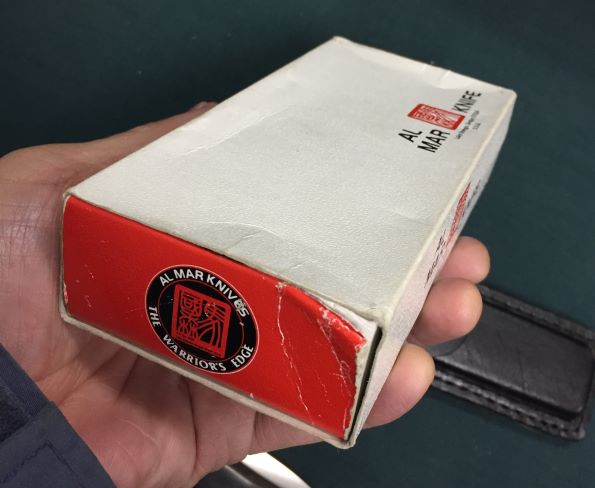 AL
MAR KNIFE
AL MAR KNIVES
THE WARRIOR'S EDGE